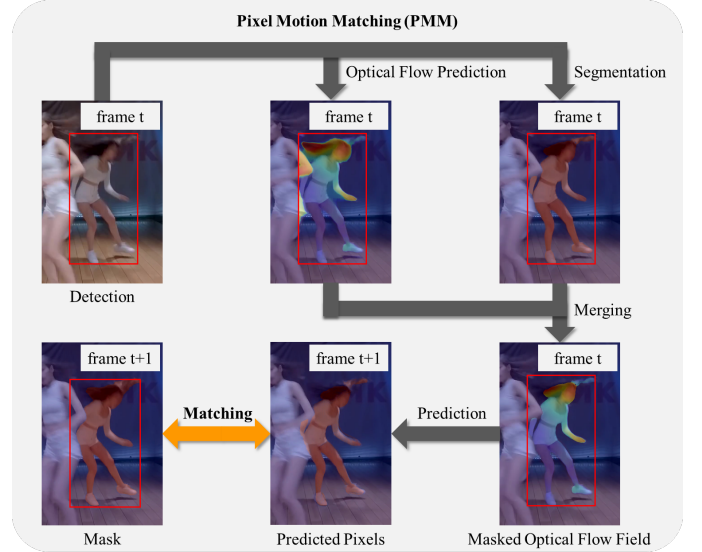 Pixel Motion Matching (PMM)
Optical Flow Prediction
Segmentation
frame t
frame t
frame t
Detection
Merging
frame t+1
frame t+1
frame t
Matching
Prediction
Mask
Predicted Pixels
Masked Optical Flow Field